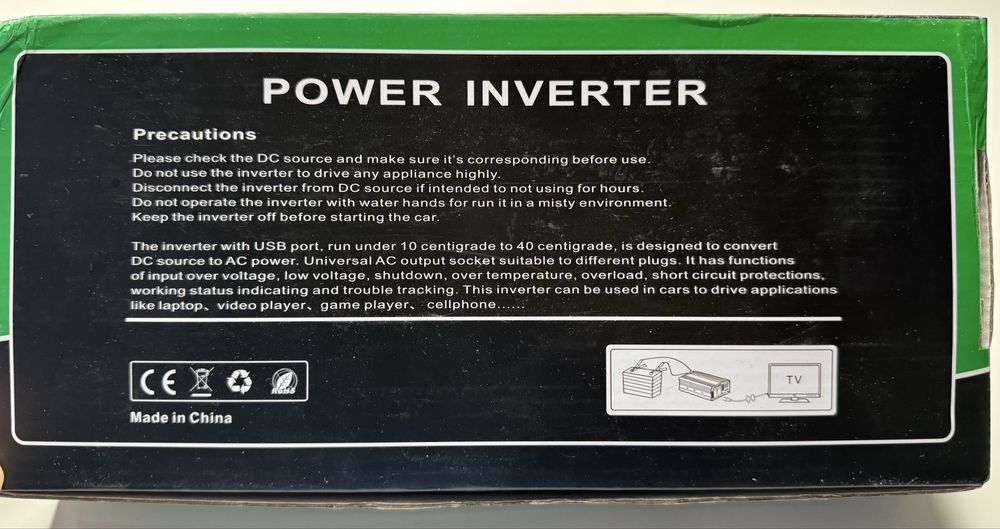 POWER INVERTER
Precautions
Please check the DC source and make sure it's corresponding before use.
Do not use the inverter to drive any appliance highly.
Disconnect the inverter from DC source if intended to not using for hours.
Do not operate the inverter with water hands for run it in a misty environment.
Keep the inverter off before starting the car.
The inverter with USB port, run under 10 centigrade to 40 centigrade, is designed to convert
DC source to AC power. Universal AC output socket suitable to different plugs. It has functions
of input over voltage, low voltage, shutdown, over temperature, overload, short circuit protections,
working status indicating and trouble tracking. This inverter can be used in cars to drive applications
like laptop、video player、game player、 cellphone......
CE
RoHS
TV
Made in China